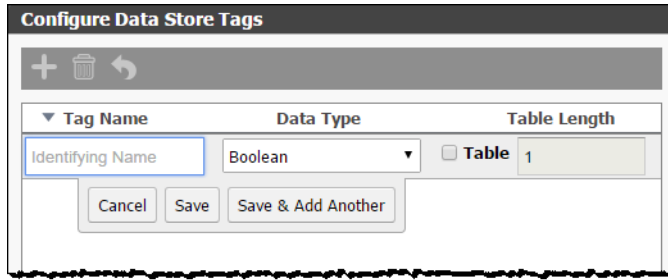 Configure Data Store Tags
▼ Tag Name Data Type Table Length
Identifying Name Boolean ▼ Table 1
Cancel Save Save & Add Another